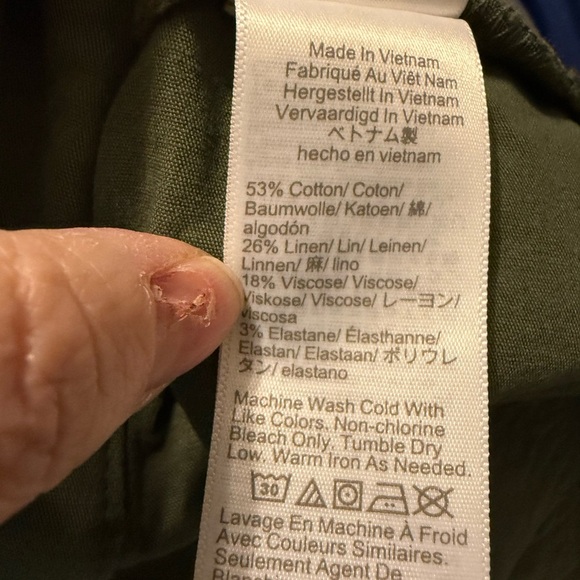 Made In Vietnam
Fabriqué Au Viêt Nam
Hergestellt In Vietnam
Vervaardigd In Vietnam
ベトナム製
hecho en vietnam
53% Cotton/ Coton/
Baumwolle/ Katoen/ 綿/
algodón
26% Linen/ Lin/ Leinen/
Linnen/ 麻/ lino
18% Viscose/ Viscose/
Viskose/ Viscose/ レーヨン/
viscosa
3% Elastane/ Élasthanne/
Elastan/ Elastaan/ ポリウレ
タン/ elastano
Machine Wash Cold With
Like Colors. Non-chlorine
Bleach Only. Tumble Dry
Low. Warm Iron As Needed.
30
Lavage En Machine À Froid
Avec Couleurs Similaires.
Seulement Agent De